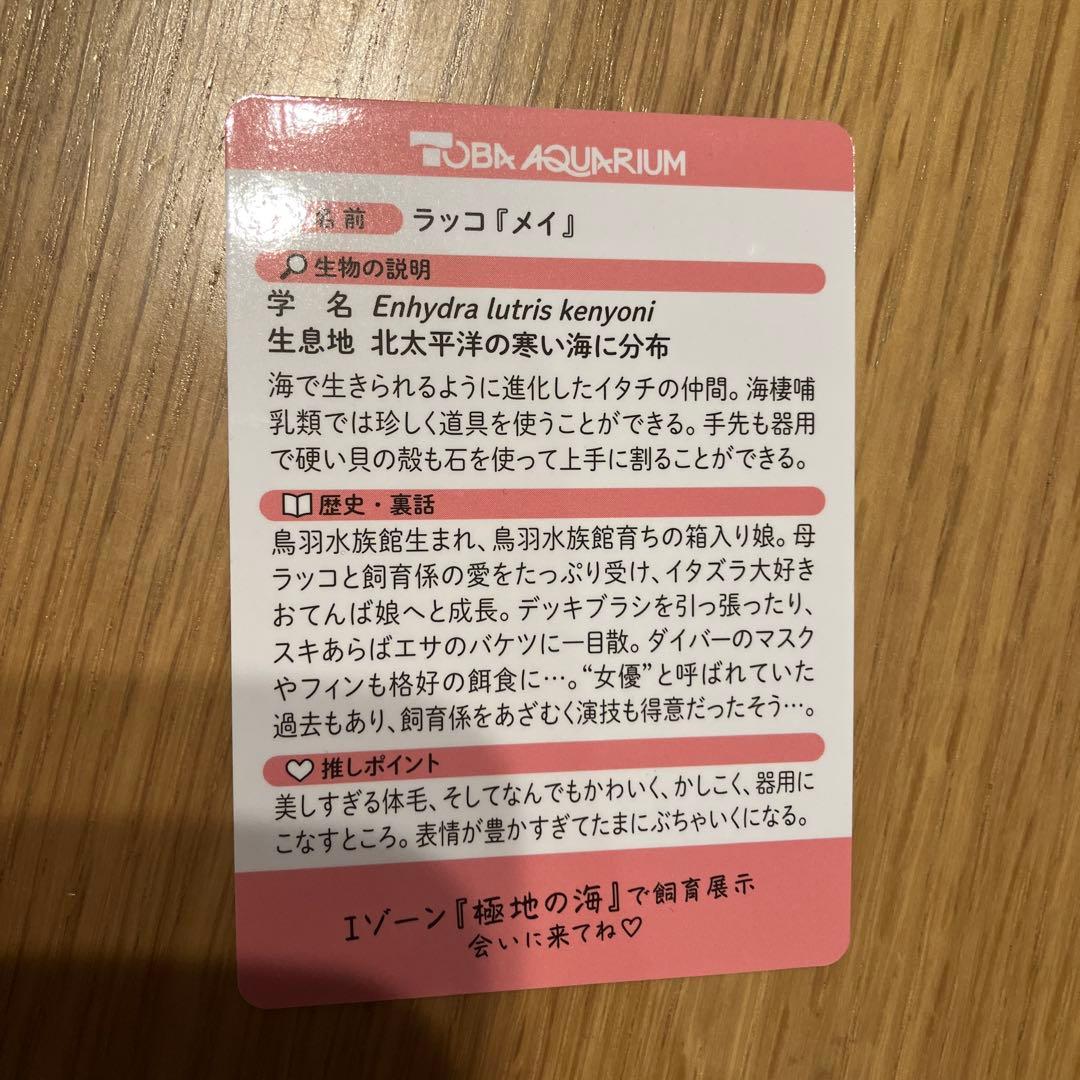 TOBA AQUARIUM
名前 ラッコ『メイ』
生物の説明
学　名 Enhydra lutris kenyoni
生息地 北太平洋の寒い海に分布
海で生きられるように進化したイタチの仲間。海棲哺
乳類では珍しく道具を使うことができる。手先も器用
で硬い貝の殻も石を使って上手に割ることができる。
歴史・裏話
鳥羽水族館生まれ、鳥羽水族館育ちの箱入り娘。母
ラッコと飼育係の愛をたっぷり受け、イタズラ大好き
おてんば娘へと成長。デッキブラシを引っ張ったり、
スキあらばエサのバケツに一目散。ダイバーのマスク
やフィンも格好の餌食に…。“女優”と呼ばれていた
過去もあり、飼育係をあざむく演技も得意だったそう…。
推しポイント
美しすぎる体毛、そしてなんでもかわいく、かしこく、器用に
こなすところ。表情が豊かすぎてたまにぶちゃいくになる。
Iゾーン『極地の海』で飼育展示
会いに来てね♡